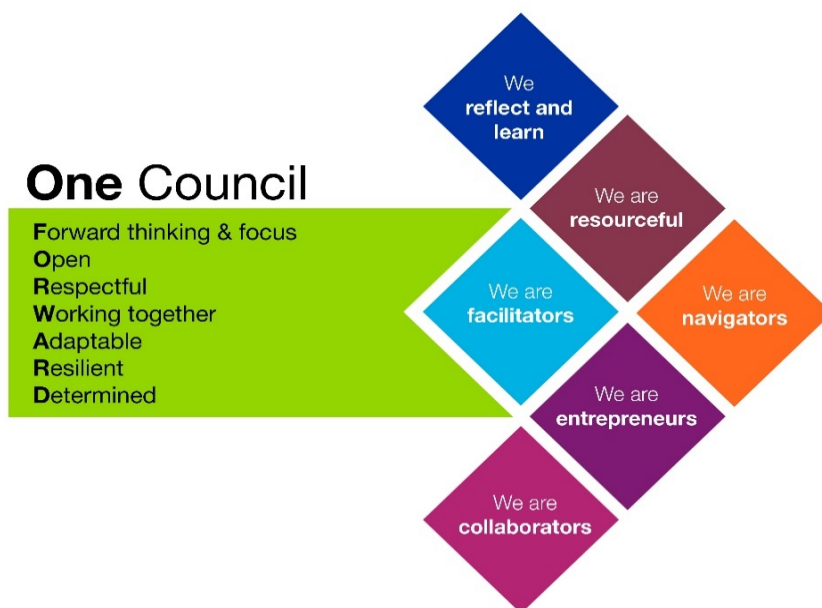 One Council
Forward thinking & focus
Open
Respectful
Working together
Adaptable
Resilient
Determined
We
reflect and
learn
We are
resourceful
We are
facilitators
We are
navigators
We are
entrepreneurs
We are
collaborators